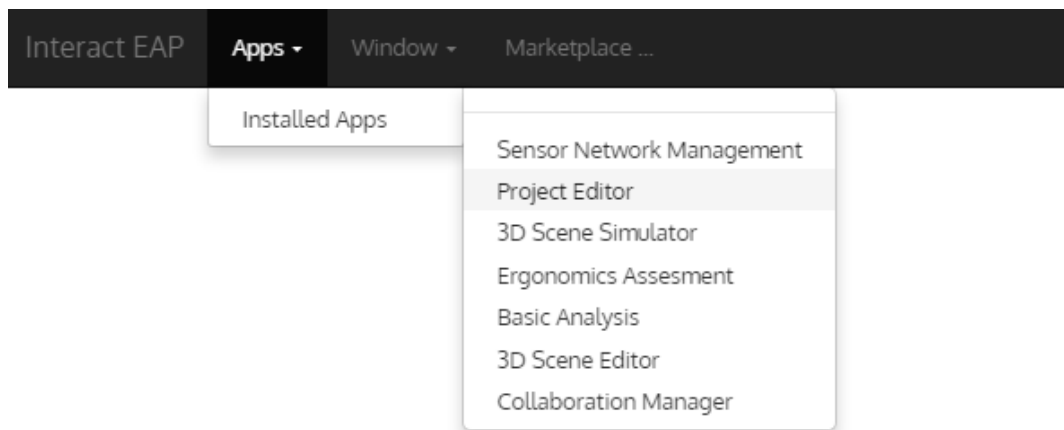 Interact EAP Apps Window Marketplace ...
Installed Apps
Sensor Network Management
Project Editor
3D Scene Simulator
Ergonomics Assesment
Basic Analysis
3D Scene Editor
Collaboration Manager